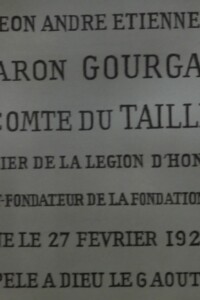 EON ANDRE ETIENNE
ARON GOURGA
COMTE DU TAILL
IER DE LA LEGION D'HON
-FONDATEUR DE LA FONDATION
E LE 27 FEVRIER 192
PELE A DIEU LE 6 AOUT